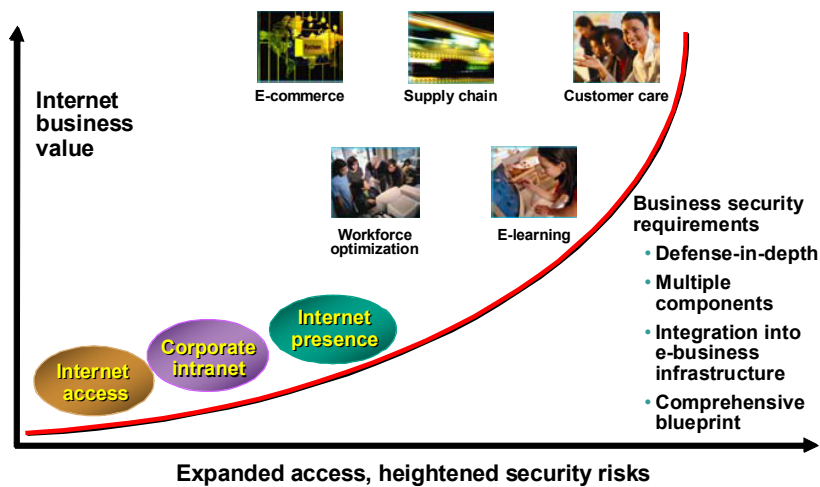 Internet
business
value
E-commerce
Supply chain
Customer care
Workforce
optimization
E-learning
Business security
requirements
• Defense-in-depth
• Multiple
components
• Integration into
e-business
infrastructure
• Comprehensive
blueprint
Internet
presence
Corporate
intranet
Internet
access
Expanded access, heightened security risks